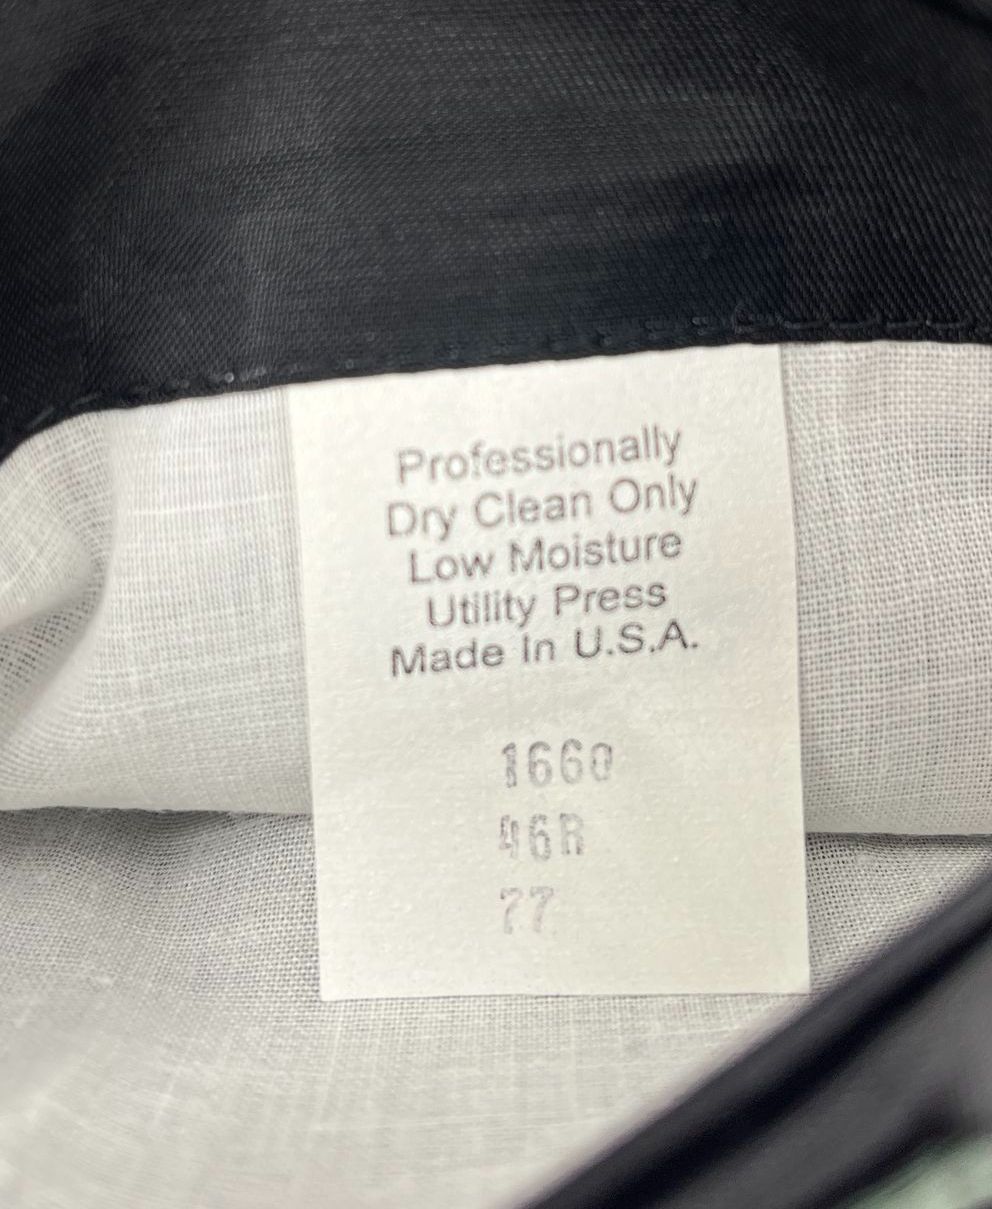 Professionally
Dry Clean Only
Low Moisture
Utility Press
Made In U.S.A.
1660
46R
77